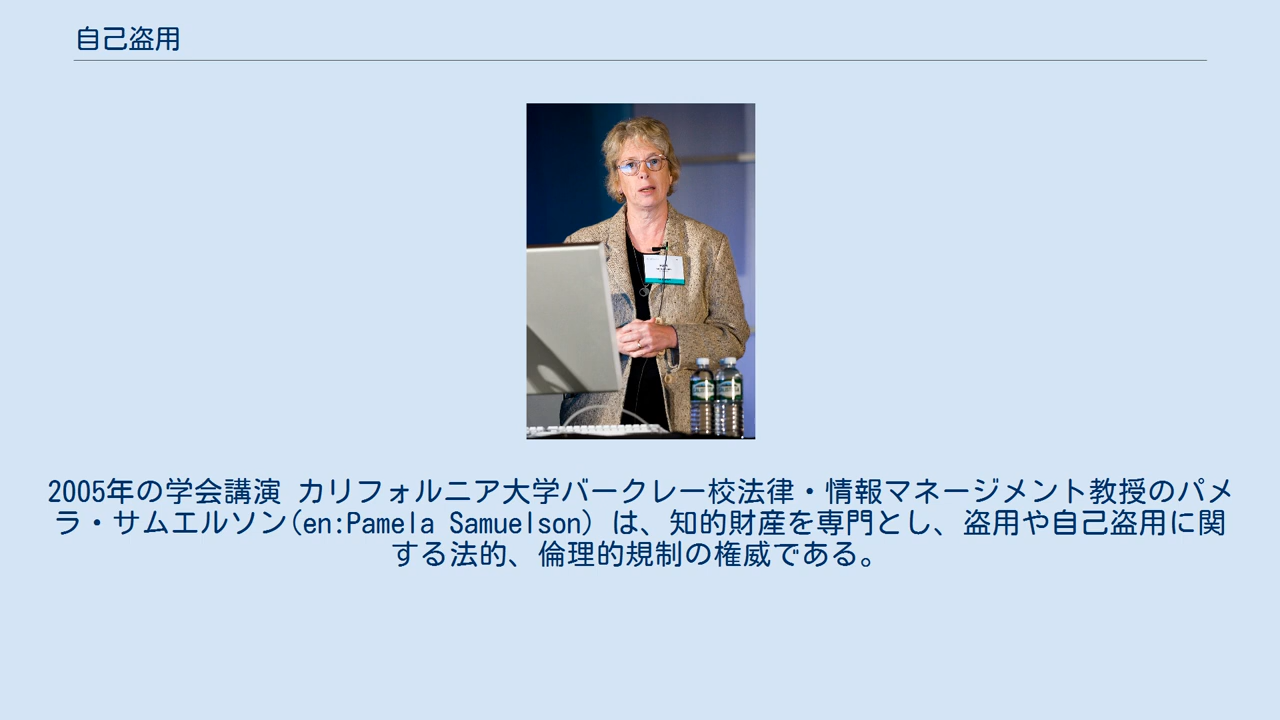 自己盗用
2005年の学会講演 カリフォルニア大学バークレー校法律・情報マネージメント教授のパメ
ラ・サムエルソン(en:Pamela Samuelson) は、知的財産を専門とし、盗用や自己盗用に関
する法的、倫理的規制の権威である。